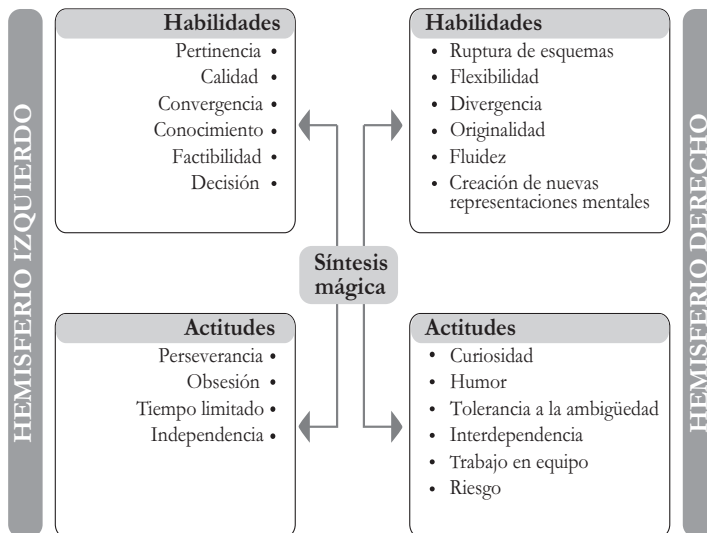 HEMISFERIO IZQUIERDO
Habilidades
Pertinencia •
Calidad •
Convergencia •
Conocimiento •
Factibilidad •
Decisión •
Habilidades
• Ruptura de esquemas
• Flexibilidad
• Divergencia
• Originalidad
• Fluidez
• Creación de nuevas
representaciones mentales
Síntesis
mágica
Actitudes
Perseverancia •
Obsesión •
Tiempo limitado •
Independencia •
Actitudes
• Curiosidad
• Humor
• Tolerancia a la ambigüedad
• Interdependencia
• Trabajo en equipo
• Riesgo
HEMISFERIO DERECHO